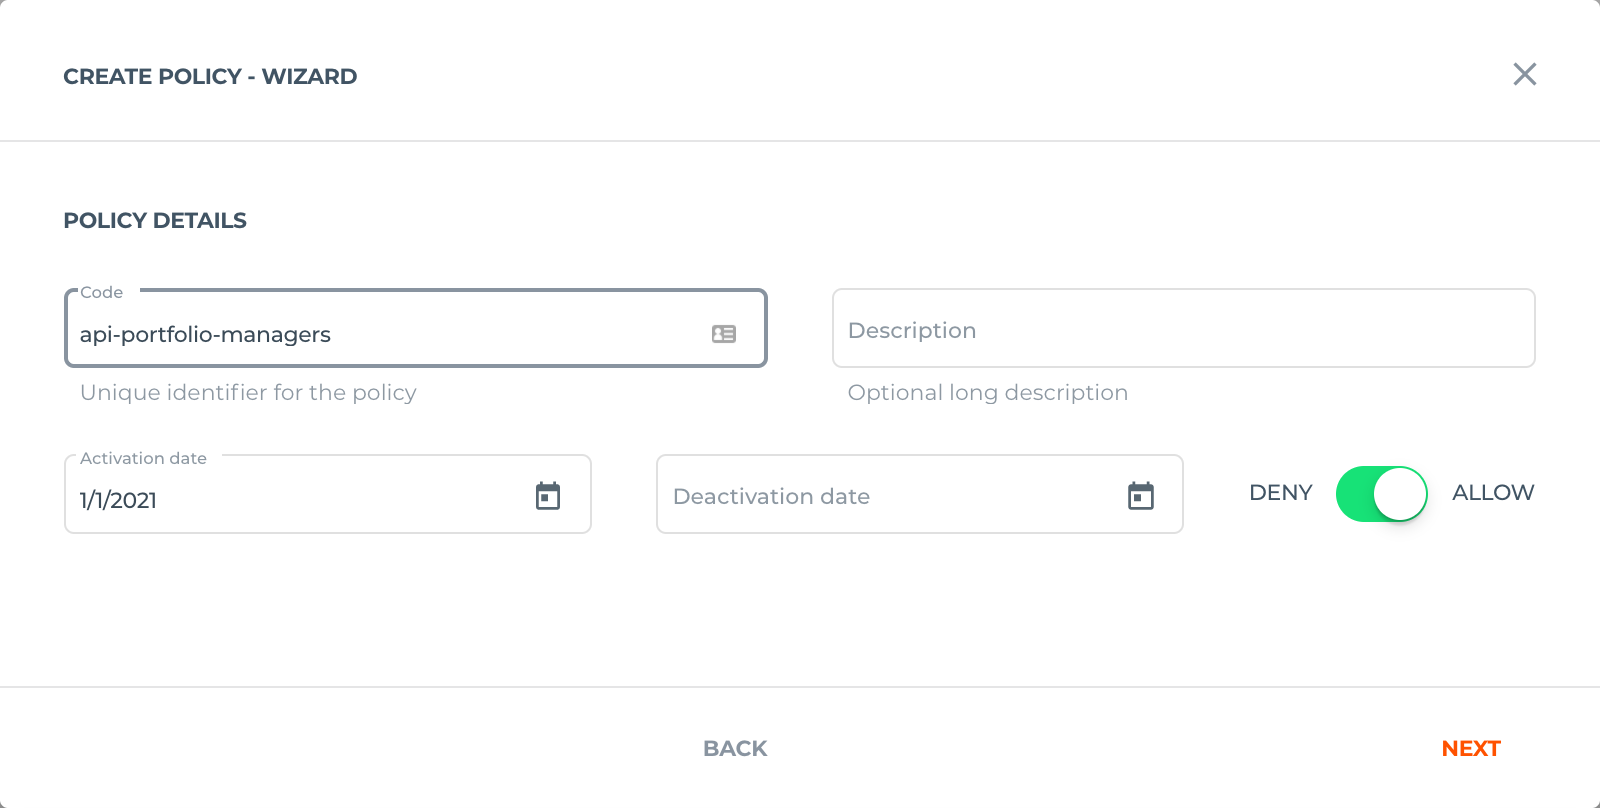 CREATE POLICY - WIZARD
POLICY DETAILS
Code
api-portfolio-managers
Unique identifier for the policy
Description
Optional long description
Activation date
1/1/2021
Deactivation date
DENY
ALLOW
BACK
NEXT